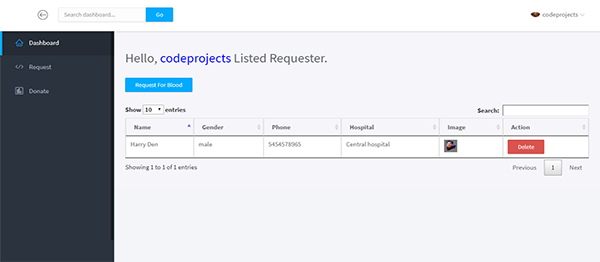 Search dashboard...
Go
codeprojects
Dashboard
Request
Donate
Hello, codeprojects Listed Requester.
Request For Blood
Show 10 entries
Search:
Name Gender Phone Hospital Image Action
Harry Den male 5454578965 Central hospital Delete
Showing 1 to 1 of 1 entries
Previous 1 Next